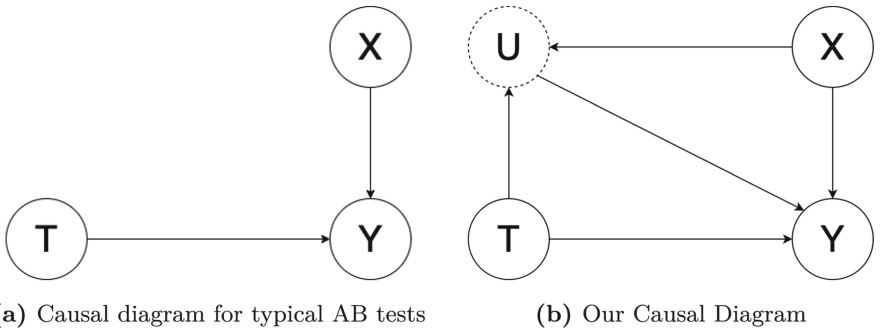 X
U
X
T
Y
T
Y
(a) Causal diagram for typical AB tests
(b) Our Causal Diagram